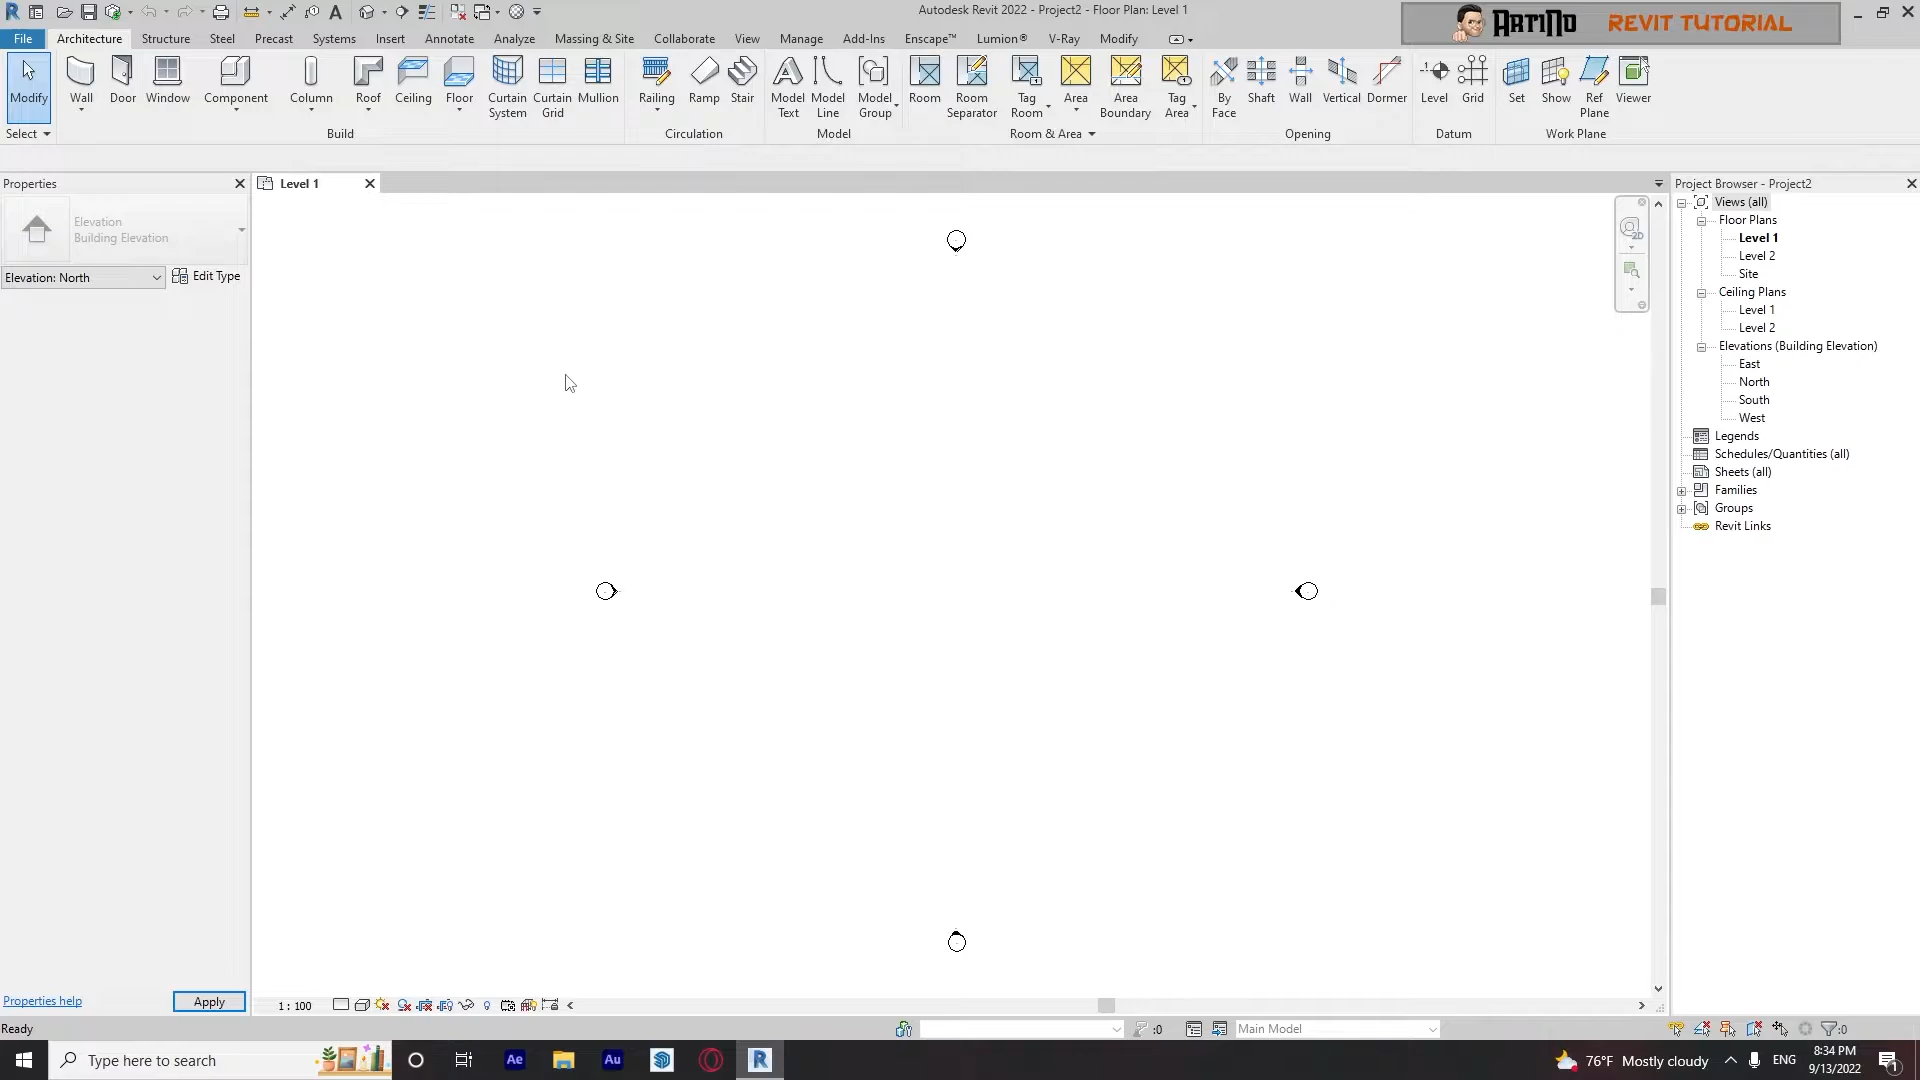 Autodesk Revit 2022 - Project2 - Floor Plan: Level 1
ARTINO REVIT TUTORIAL
File Architecture Structure Steel Precast Systems Insert Annotate Analyze Massing & Site Collaborate View Manage Add-Ins Enscape™ Lumion® V-Ray Modify
Modify Wall Door Window Component Column Roof Ceiling Floor Curtain System Curtain Grid Mullion Railing Ramp Stair Model Text Model Line Model Group Room Room Separator Tag Room Area Area Boundary Tag Area By Face Shaft Wall Vertical Dormer Level Grid Set Show Ref Plane Viewer
Select Build Circulation Model Room & Area Opening Datum Work Plane
Properties
Elevation
Building Elevation
Elevation: North
Edit Type
Properties help
Apply
Level 1
2D
1 : 100
Project Browser - Project2
Views (all)
Floor Plans
Level 1
Level 2
Site
Ceiling Plans
Level 1
Level 2
Elevations (Building Elevation)
East
North
South
West
Legends
Schedules/Quantities (all)
Sheets (all)
Families
Groups
Revit Links
Ready
:0
Main Model
:0
Type here to search
Ae
Au
R
76°F Mostly cloudy
ENG
8:34 PM
9/13/2022
1